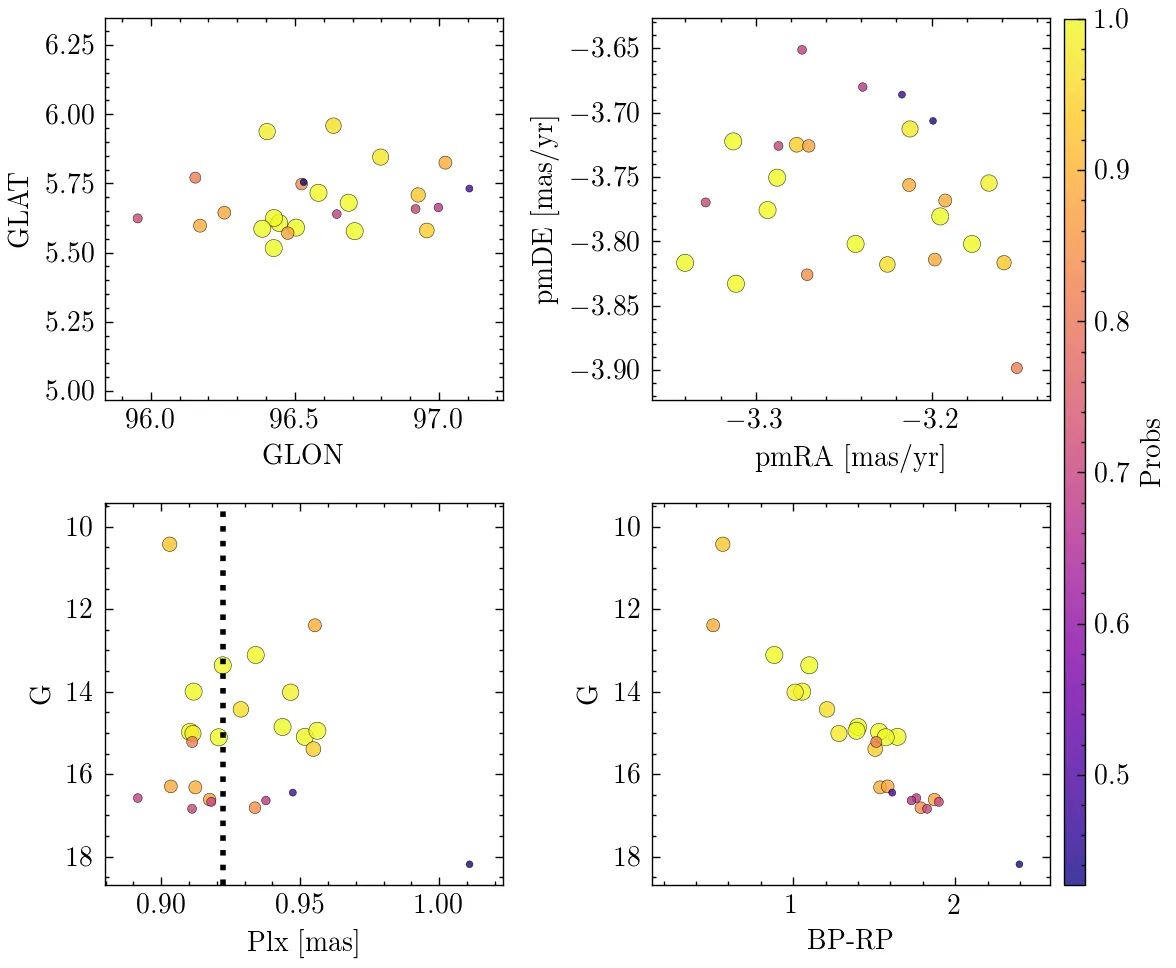 6.25
6.00
5.75
5.50
5.25
5.00
GLAT
96.0 96.5 97.0
GLON
−3.65
−3.70
−3.75
−3.80
−3.85
−3.90
pmDE [mas/yr]
−3.3 −3.2
pmRA [mas/yr]
1.0
0.9
0.8
0.7
0.6
0.5
Probs
10
12
14
16
18
G
0.90 0.95 1.00
Plx [mas]
10
12
14
16
18
G
1 2
BP-RP